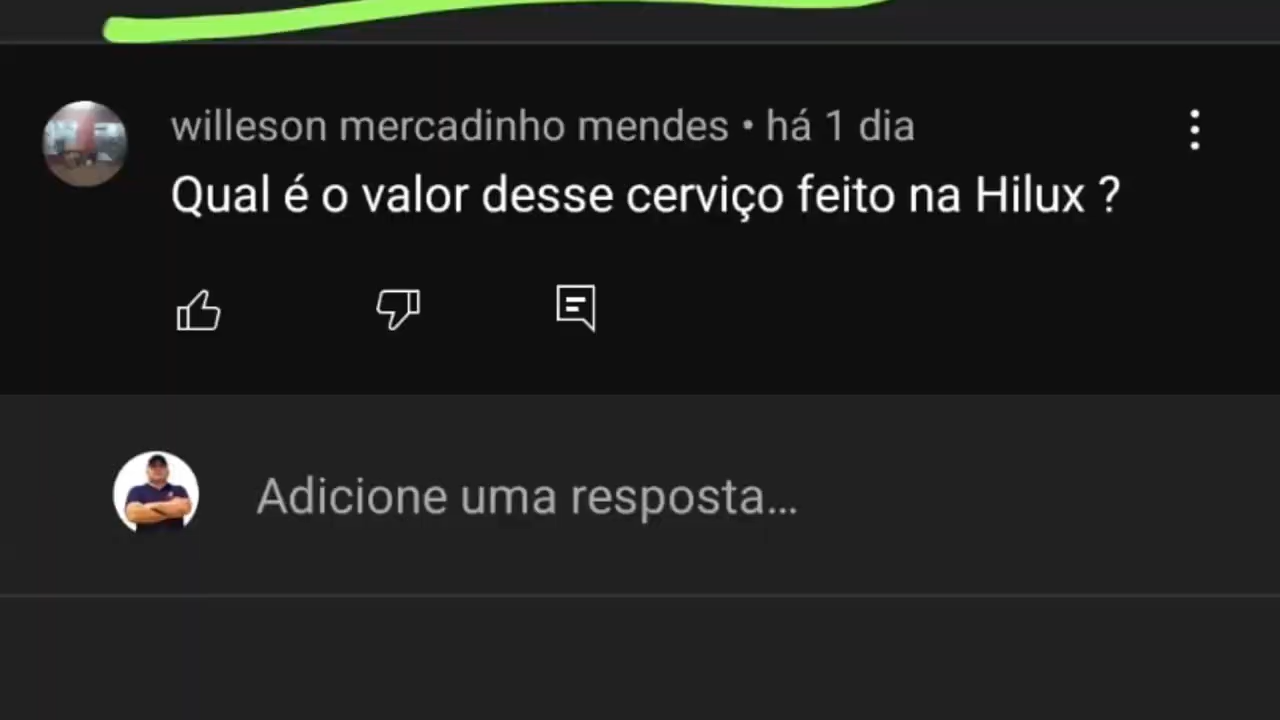 willeson mercadinho mendes • há 1 dia
Qual é o valor desse cerviço feito na Hilux ?
Adicione uma resposta...